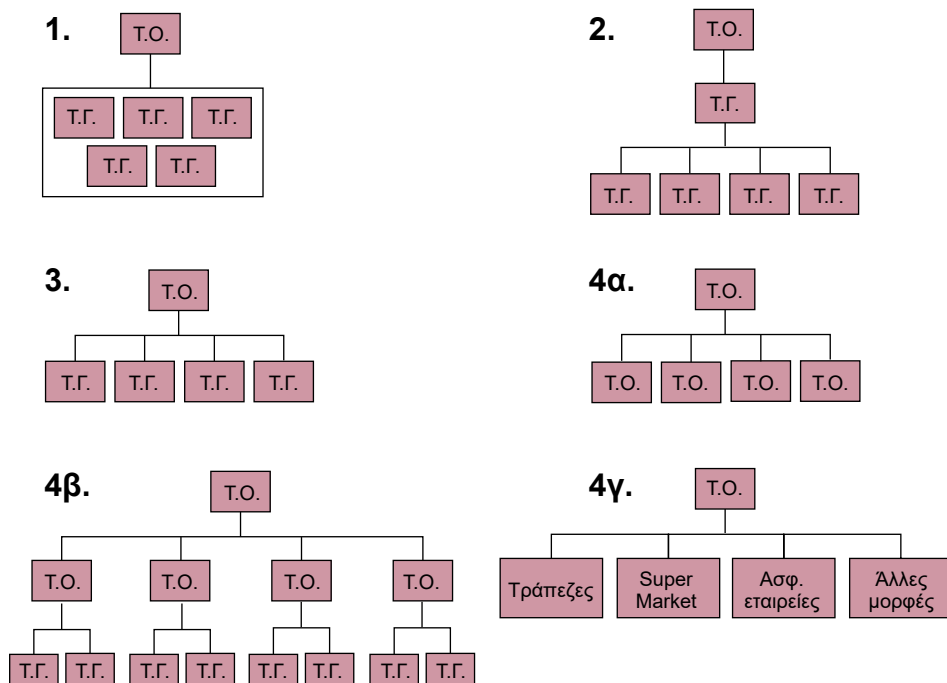 1.
Τ.Ο.
Τ.Γ. Τ.Γ. Τ.Γ.
Τ.Γ. Τ.Γ.
2.
Τ.Ο.
Τ.Γ.
Τ.Γ. Τ.Γ. Τ.Γ. Τ.Γ.
3.
Τ.Ο.
Τ.Γ. Τ.Γ. Τ.Γ. Τ.Γ.
4α.
Τ.Ο.
Τ.Ο. Τ.Ο. Τ.Ο. Τ.Ο.
4β.
Τ.Ο.
Τ.Ο. Τ.Ο. Τ.Ο. Τ.Ο.
Τ.Γ. Τ.Γ. Τ.Γ. Τ.Γ. Τ.Γ. Τ.Γ. Τ.Γ. Τ.Γ.
4γ.
Τ.Ο.
Τράπεζες
Super
Market
Ασφ.
εταιρείες
Άλλες
μορφές